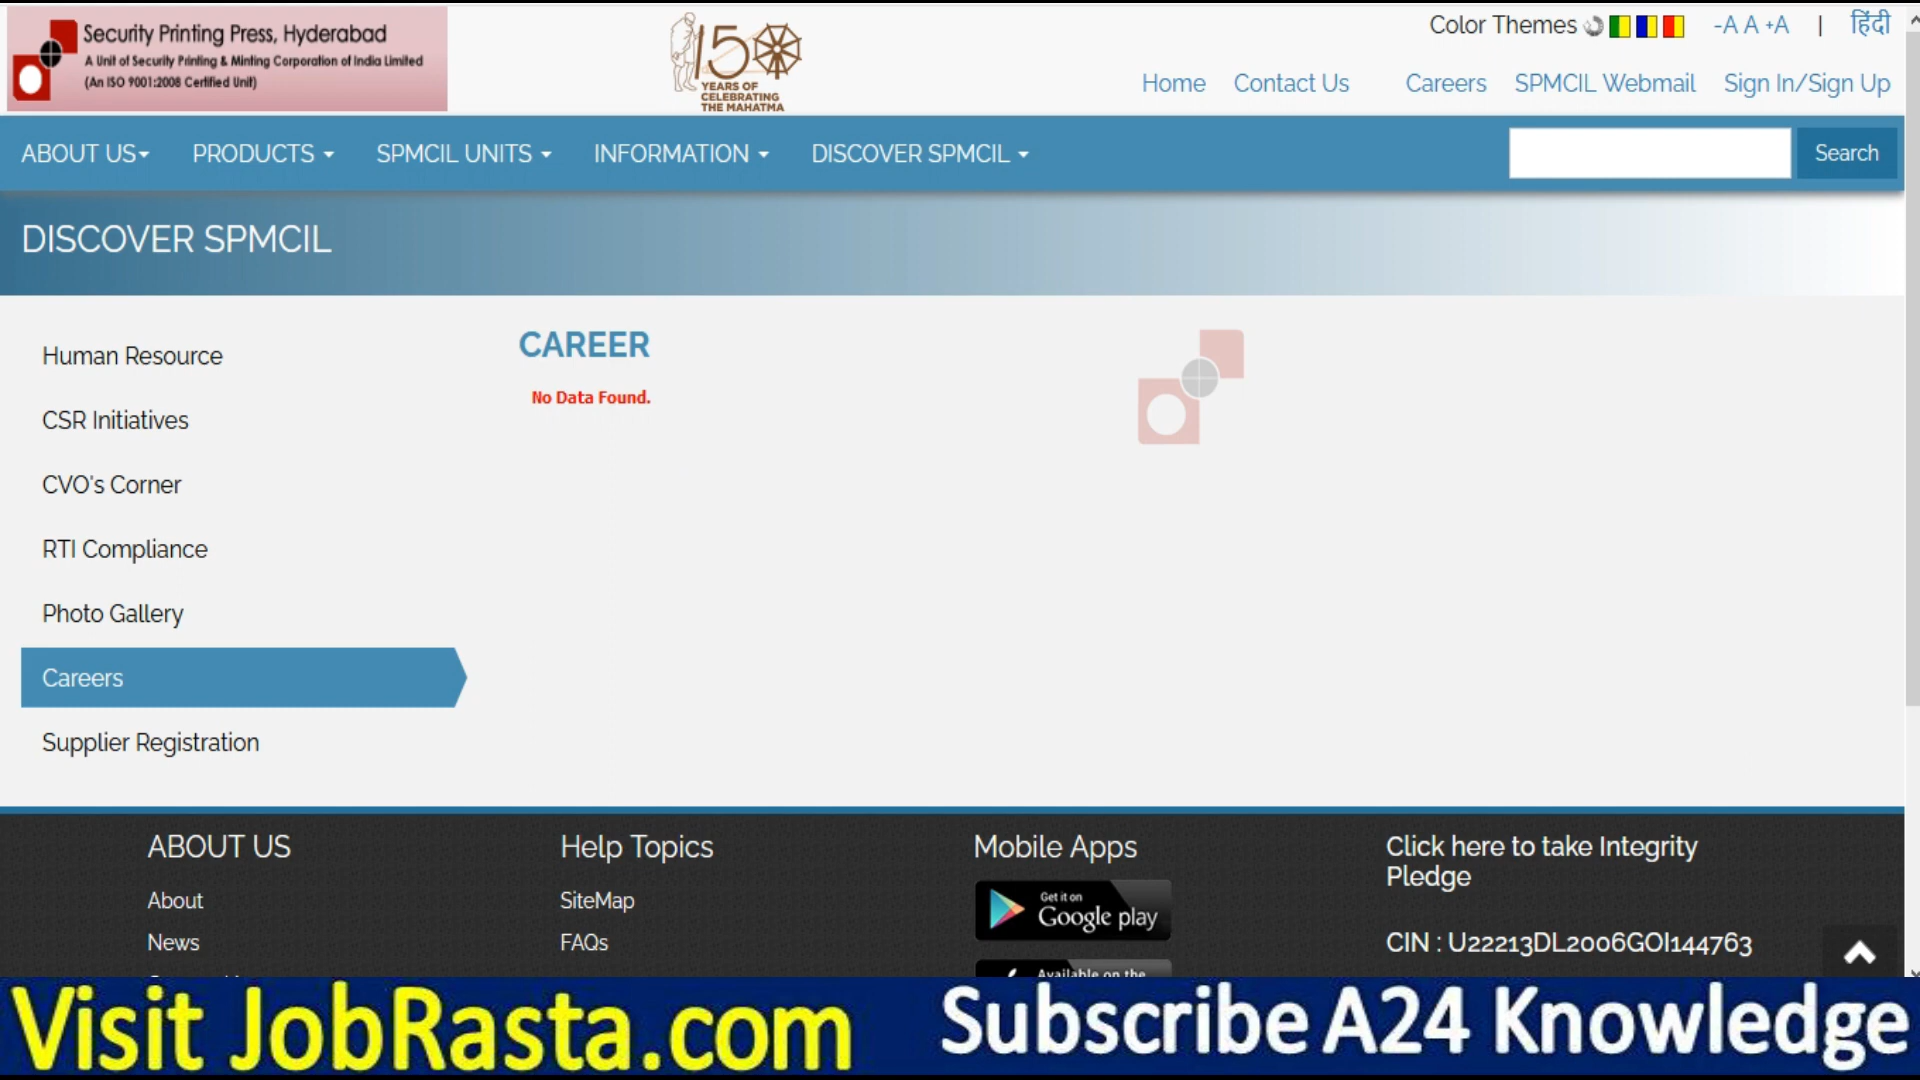 Security Printing Press, Hyderabad
A Unit of Security Printing & Minting Corporation of India Limited
(An ISO 9001:2008 Certified Unit)
150
YEARS OF
CELEBRATING
THE MAHATMA
Color Themes
-A A +A | हिंदी
Home Contact Us Careers SPMCIL Webmail Sign In/Sign Up
ABOUT US PRODUCTS SPMCIL UNITS INFORMATION DISCOVER SPMCIL Search
DISCOVER SPMCIL
Human Resource
CSR Initiatives
CVO's Corner
RTI Compliance
Photo Gallery
Careers
Supplier Registration
CAREER
No Data Found.
ABOUT US
About
News
Help Topics
SiteMap
FAQs
Mobile Apps
Get it on
Google play
Available on the
Click here to take Integrity
Pledge
CIN : U22213DL2006GOI144763
Visit JobRasta.com Subscribe A24 Knowledge